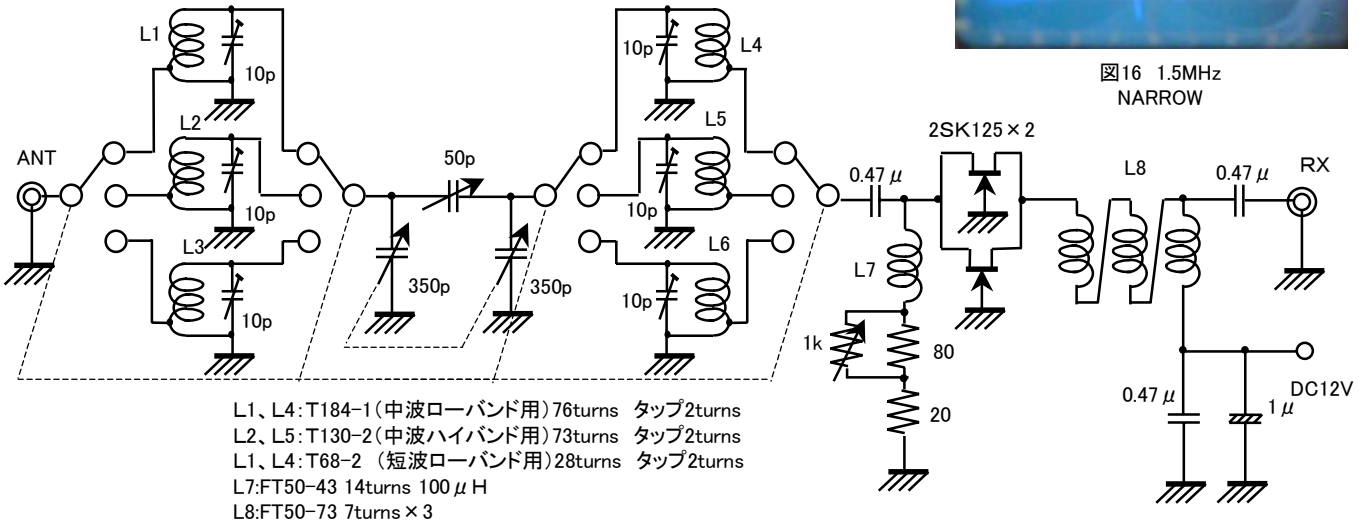 図16 1.5MHz
NARROW
ANT
L1
10p
L2
10p
L3
10p
50p
350p
350p
10p
L4
10p
L5
10p
L6
0.47μ
2SK125×2
L7
1k
80
20
L8
0.47μ
RX
0.47μ
1μ
DC12V
L1、L4:T184-1(中波ローバンド用)76turns タップ2turns
L2、L5:T130-2(中波ハイバンド用)73turns タップ2turns
L1、L4:T68-2 (短波ローバンド用)28turns タップ2turns
L7:FT50-43 14turns 100μH
L8:FT50-73 7turns×3